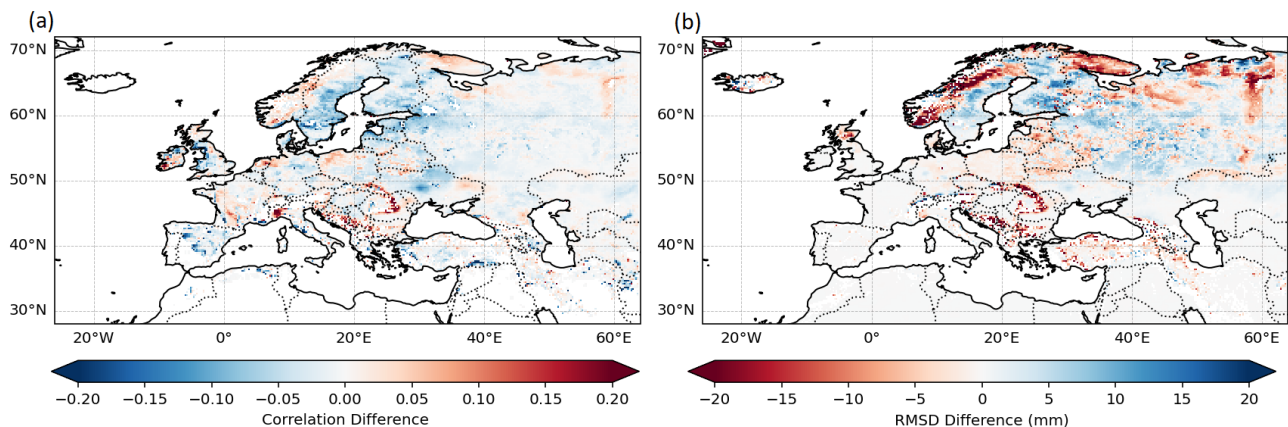 (a) (b)
70°N 70°N
60°N 60°N
50°N 50°N
40°N 40°N
30°N 30°N
20°W 0° 20°E 40°E 60°E 20°W 0° 20°E 40°E 60°E
−0.20 −0.15 −0.10 −0.05 0.00 0.05 0.10 0.15 0.20 −20 −15 −10 −5 0 5 10 15 20
Correlation Difference RMSD Difference (mm)